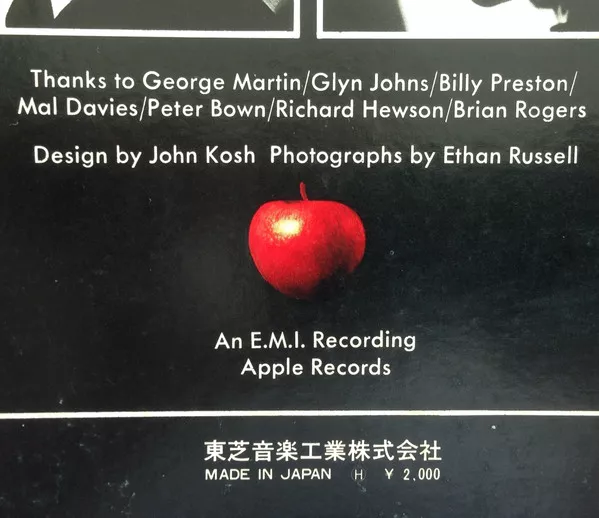 Thanks to George Martin/Glyn Johns/Billy Preston/
Mal Davies/Peter Bown/Richard Hewson/Brian Rogers
Design by John Kosh Photographs by Ethan Russell
An E.M.I. Recording
Apple Records
東芝音楽工業株式会社
MADE IN JAPAN Ⓗ ¥ 2,000